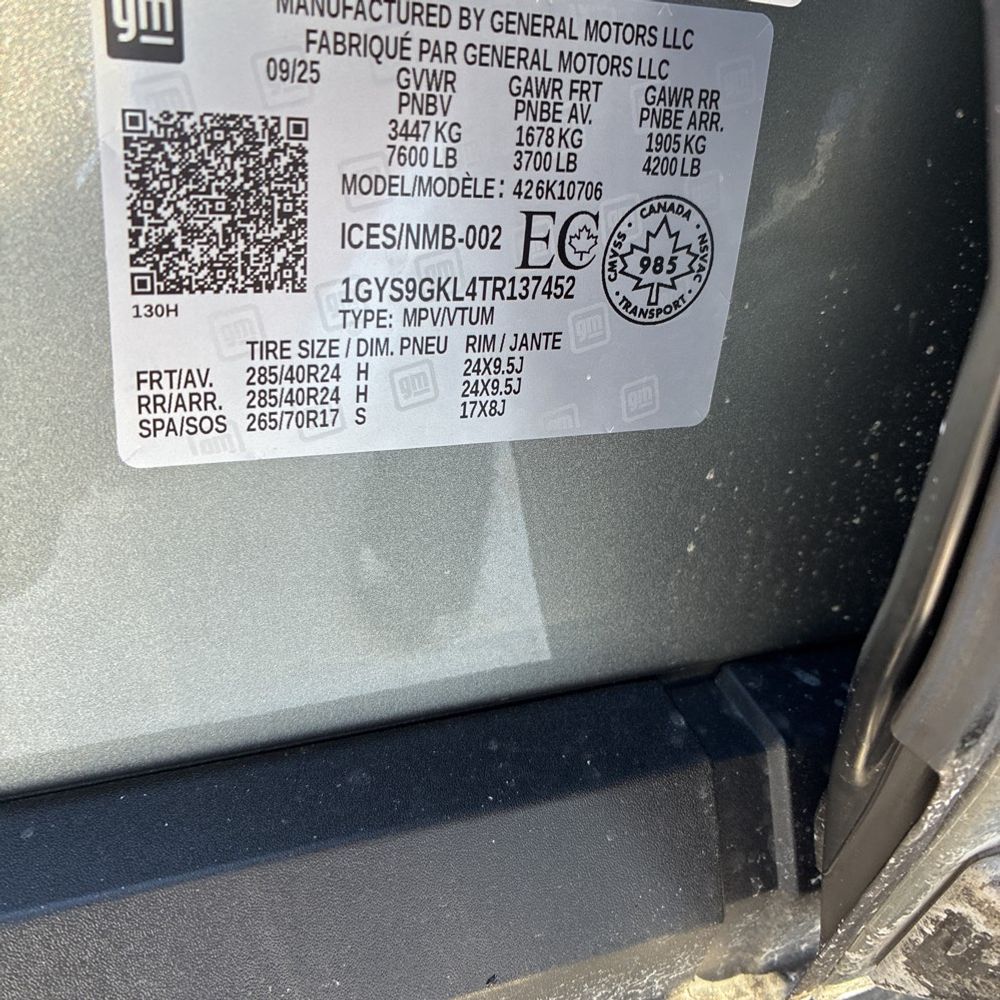 gm
MANUFACTURED BY GENERAL MOTORS LLC
FABRIQUÉ PAR GENERAL MOTORS LLC
09/25 GVWR GAWR FRT GAWR RR
PNBV PNBE AV. PNBE ARR.
3447 KG 1678 KG 1905 KG
7600 LB 3700 LB 4200 LB
MODEL/MODÈLE: 426K10706
ICES/NMB-002 EC
CANADA
CMVSS 985 NSVAC
TRANSPORT
1GYS9GKL4TR137452
130H
TYPE: MPV/VTUM
TIRE SIZE / DIM. PNEU RIM / JANTE
FRT/AV. 285/40R24 H 24X9.5J
RR/ARR. 285/40R24 H 24X9.5J
SPA/SOS 265/70R17 S 17X8J